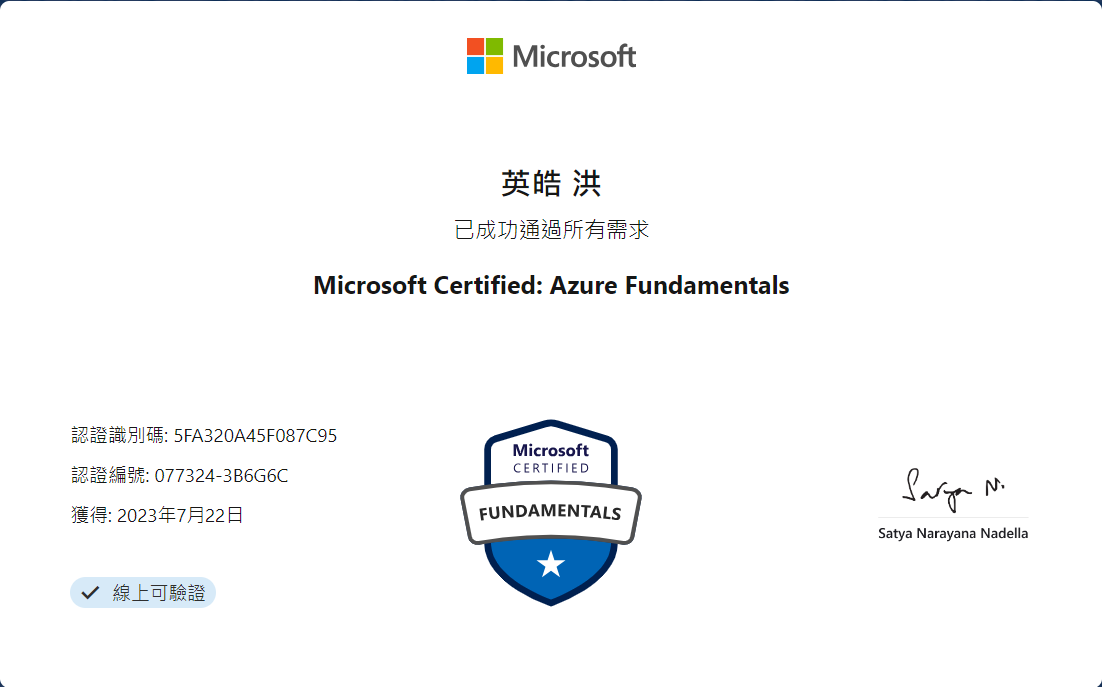 Microsoft
英皓 洪
已成功通過所有需求
Microsoft Certified: Azure Fundamentals
認證識別碼: 5FA320A45F087C95
認證編號: 077324-3B6G6C
獲得: 2023年7月22日
線上可驗證
Microsoft
CERTIFIED
FUNDAMENTALS
Satya N.
Satya Narayana Nadella